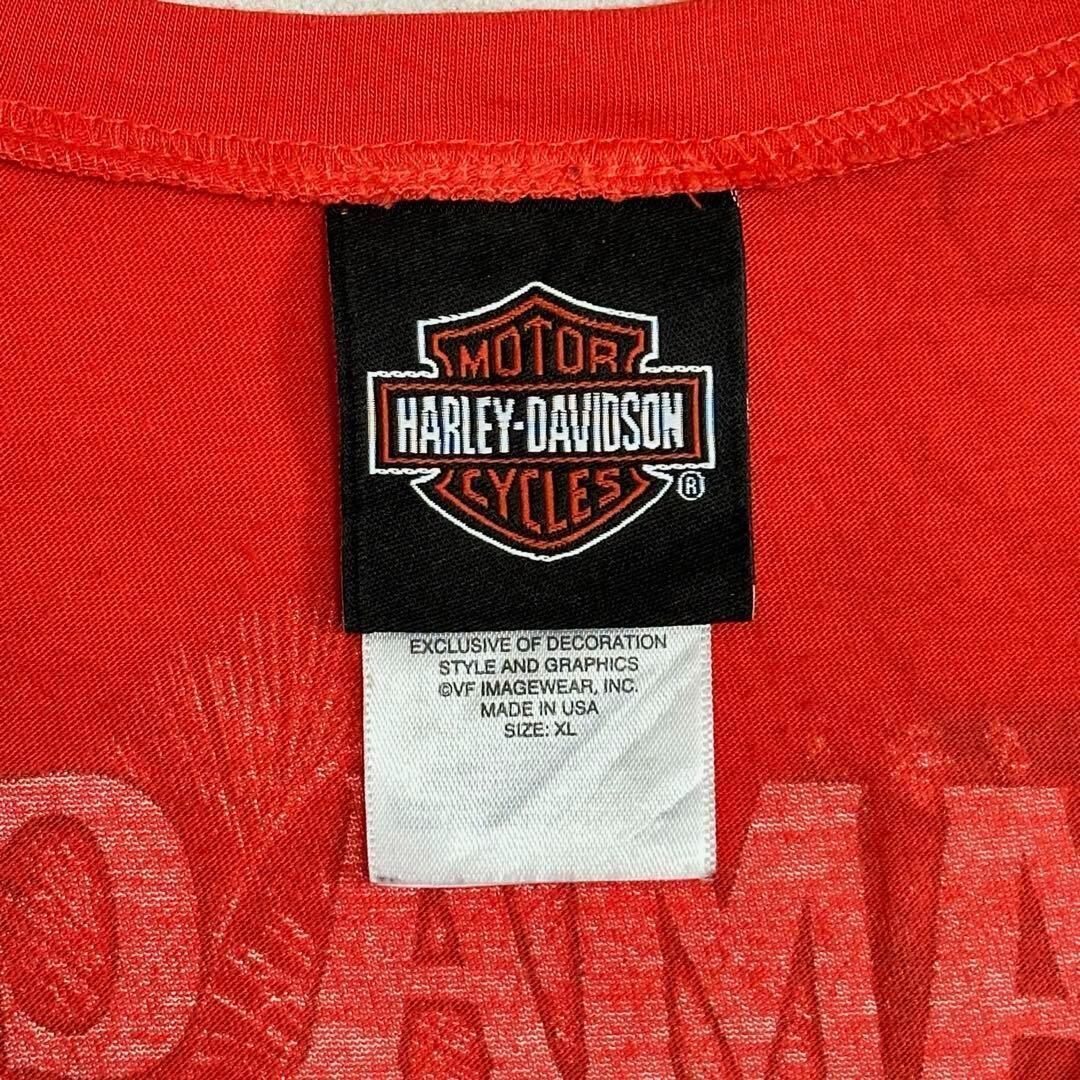 MOTOR
HARLEY-DAVIDSON
CYCLES
®
EXCLUSIVE OF DECORATION
STYLE AND GRAPHICS
©VF IMAGEWEAR, INC.
MADE IN USA
SIZE: XL